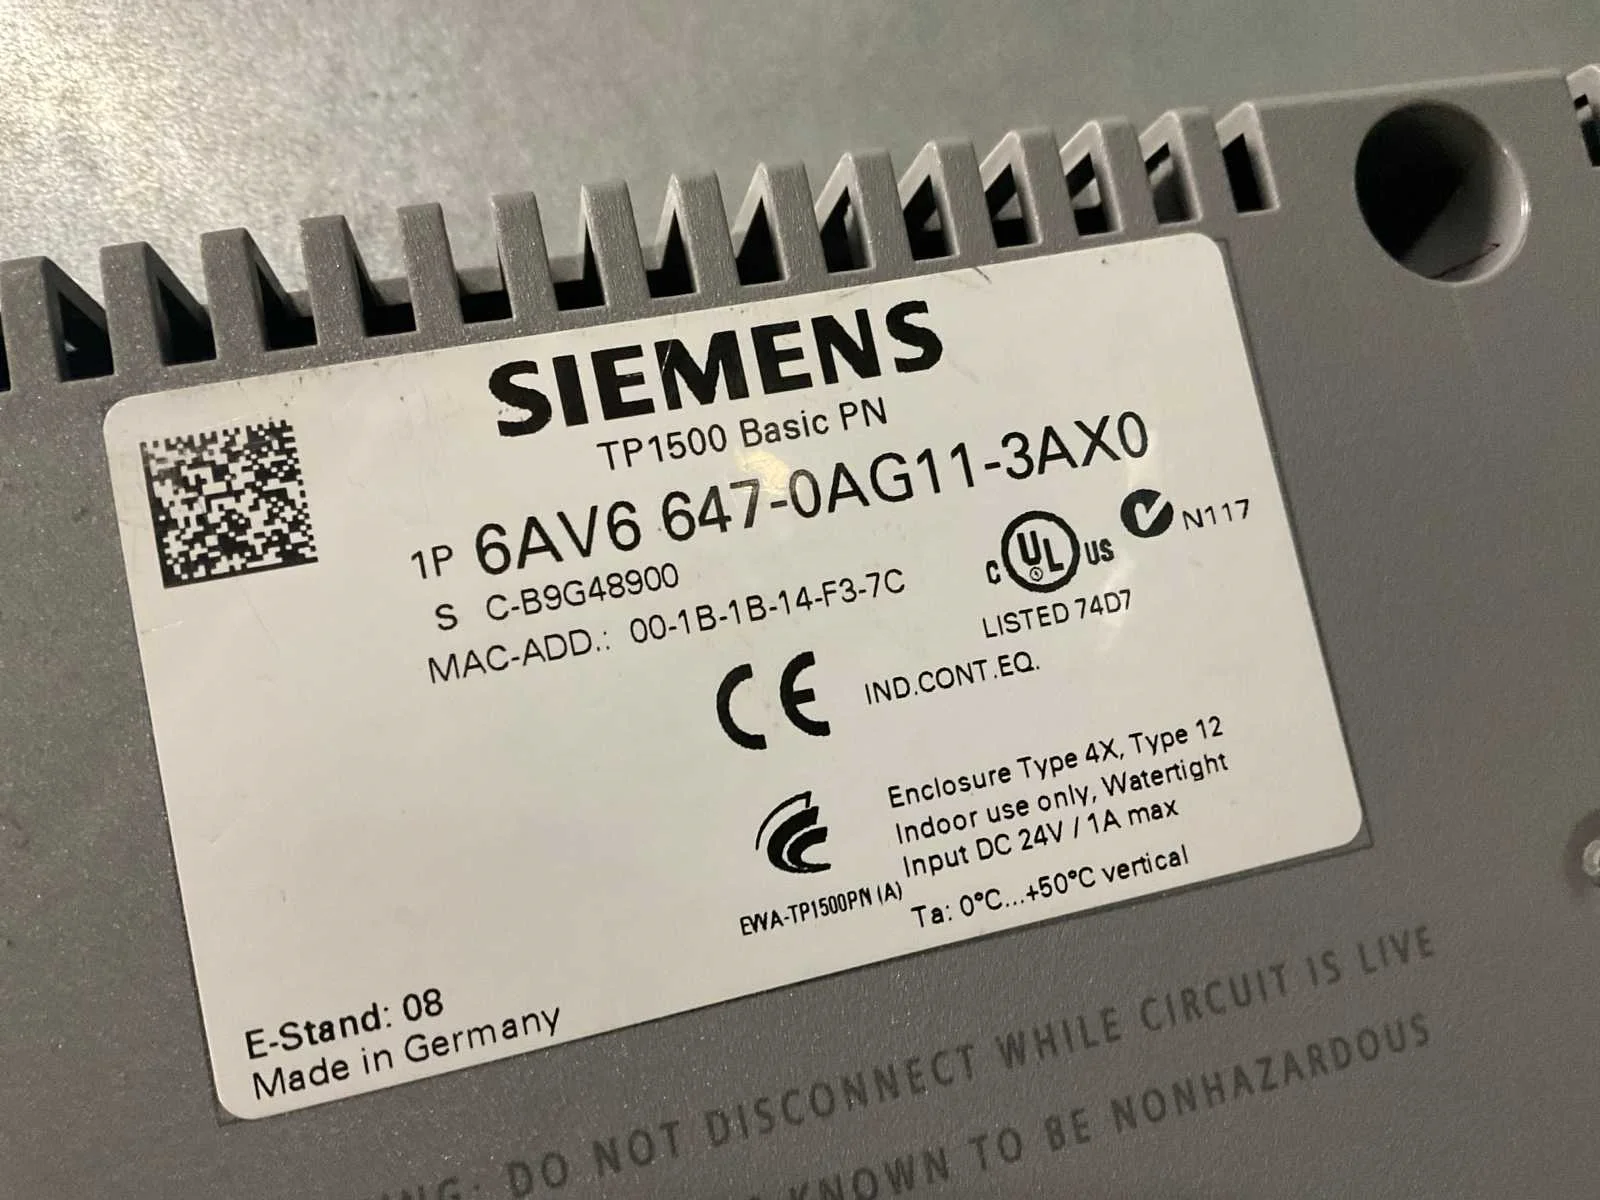 SIEMENS
TP1500 Basic PN
1P 6AV6 647-0AG11-3AX0
S C-B9G48900
MAC-ADD.: 00-1B-1B-14-F3-7C
C UL US
N117
LISTED 74D7
CE
IND.CONT.EQ.
Enclosure Type 4X, Type 12
Indoor use only, Watertight
Input DC 24V / 1A max
Ta: 0°C...+50°C vertical
EWA-TP1500PN (A)
E-Stand: 08
Made in Germany
DO NOT DISCONNECT WHILE CIRCUIT IS LIVE
KNOWN TO BE NONHAZARDOUS